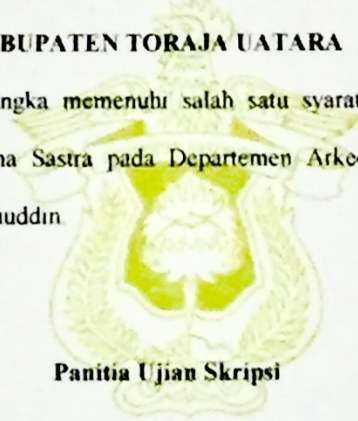 BUPATEN TORAJA UATARA
ngka memenuhi salah satu syarat
na Sastra pada Departemen Arke
uddin
Panitia Ujian Skripsi